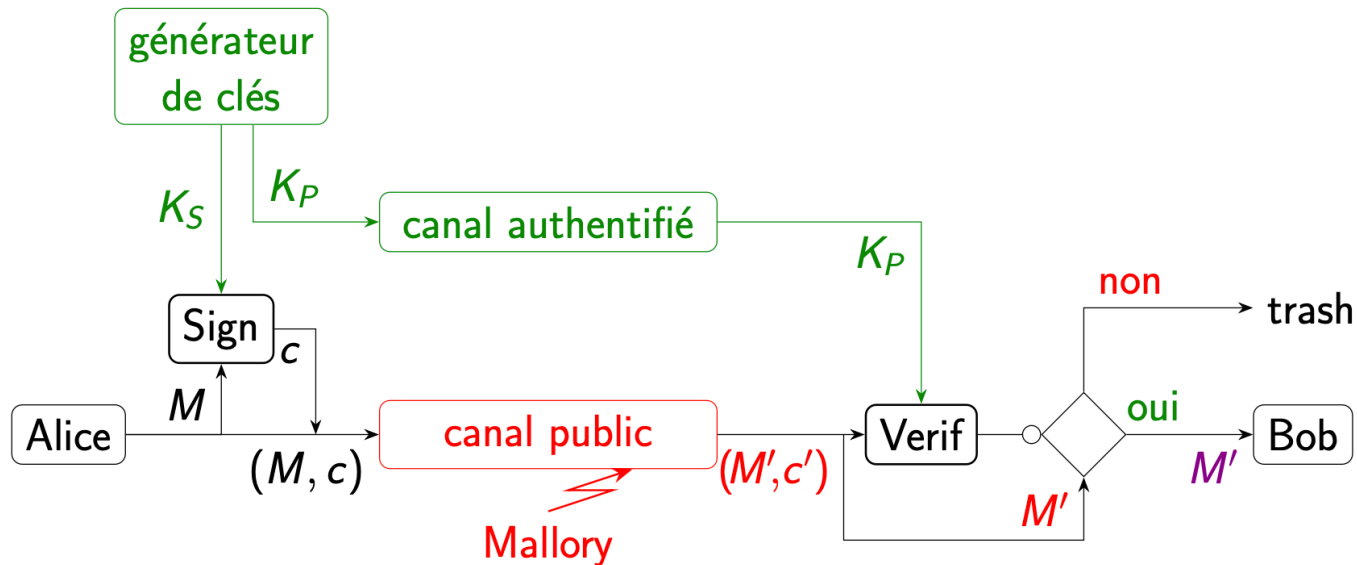 générateur
de clés
K_S
K_P
canal authentifié
K_P
non
trash
Sign
c
M
Alice
canal public
Verif
oui
Bob
(M, c)
(M′,c′)
M′
M′
Mallory